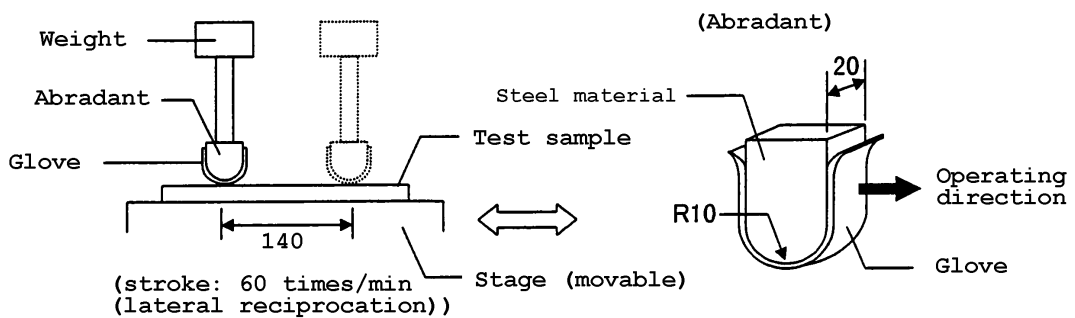 Weight
Abradant
Glove
Test sample
140
(stroke: 60 times/min
(lateral reciprocation))
Stage (movable)
(Abradant)
20
Steel material
Operating
direction
R10
Glove